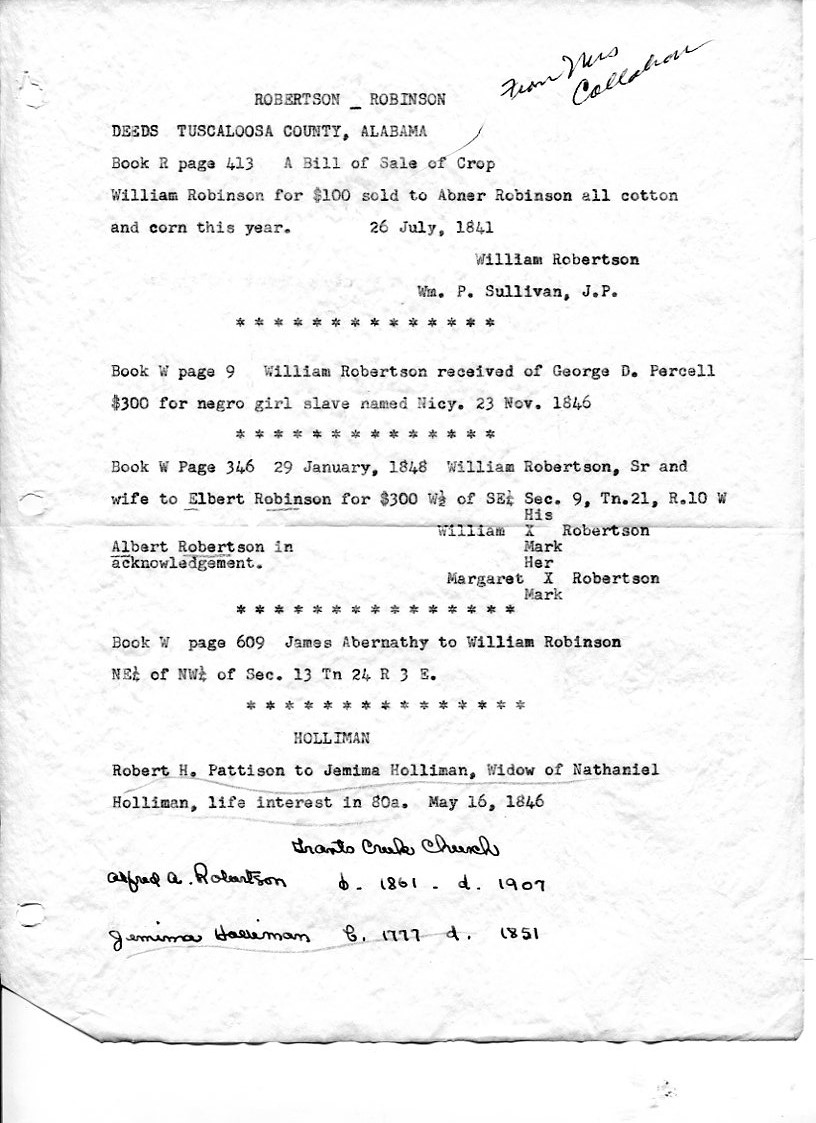 From Mrs
Callahan
ROBERTSON _ ROBINSON
DEEDS TUSCALOOSA COUNTY, ALABAMA
Book R page 413 A Bill of Sale of Crop
William Robinson for $100 sold to Abner Robinson all cotton
and corn this year. 26 July, 1841
William Robertson
Wm. P. Sullivan, J.P.
* * * * * * * * * * * * * *
Book W page 9 William Robertson received of George D. Percell
$300 for negro girl slave named Nicy. 23 Nov. 1846
* * * * * * * * * * * * * *
Book W Page 346 29 January, 1848 William Robertson, Sr and
wife to Elbert Robinson for $300 W½ of SE¼ Sec. 9, Tn.21, R.10 W
His
William X Robertson
Albert Robertson in Mark
acknowledgement. Her
Margaret X Robertson
Mark
* * * * * * * * * * * * * * *
Book W page 609 James Abernathy to William Robinson
NE¼ of NW¼ of Sec. 13 Tn 24 R 3 E.
* * * * * * * * * * * * * * *
HOLLIMAN
Robert H. Pattison to Jemima Holliman, Widow of Nathaniel
Holliman, life interest in 80a. May 16, 1846
Grants Creek Church
Alfred A. Robertson b. 1861 - d. 1907
Jemima Holliman b. 1777 d. 1851